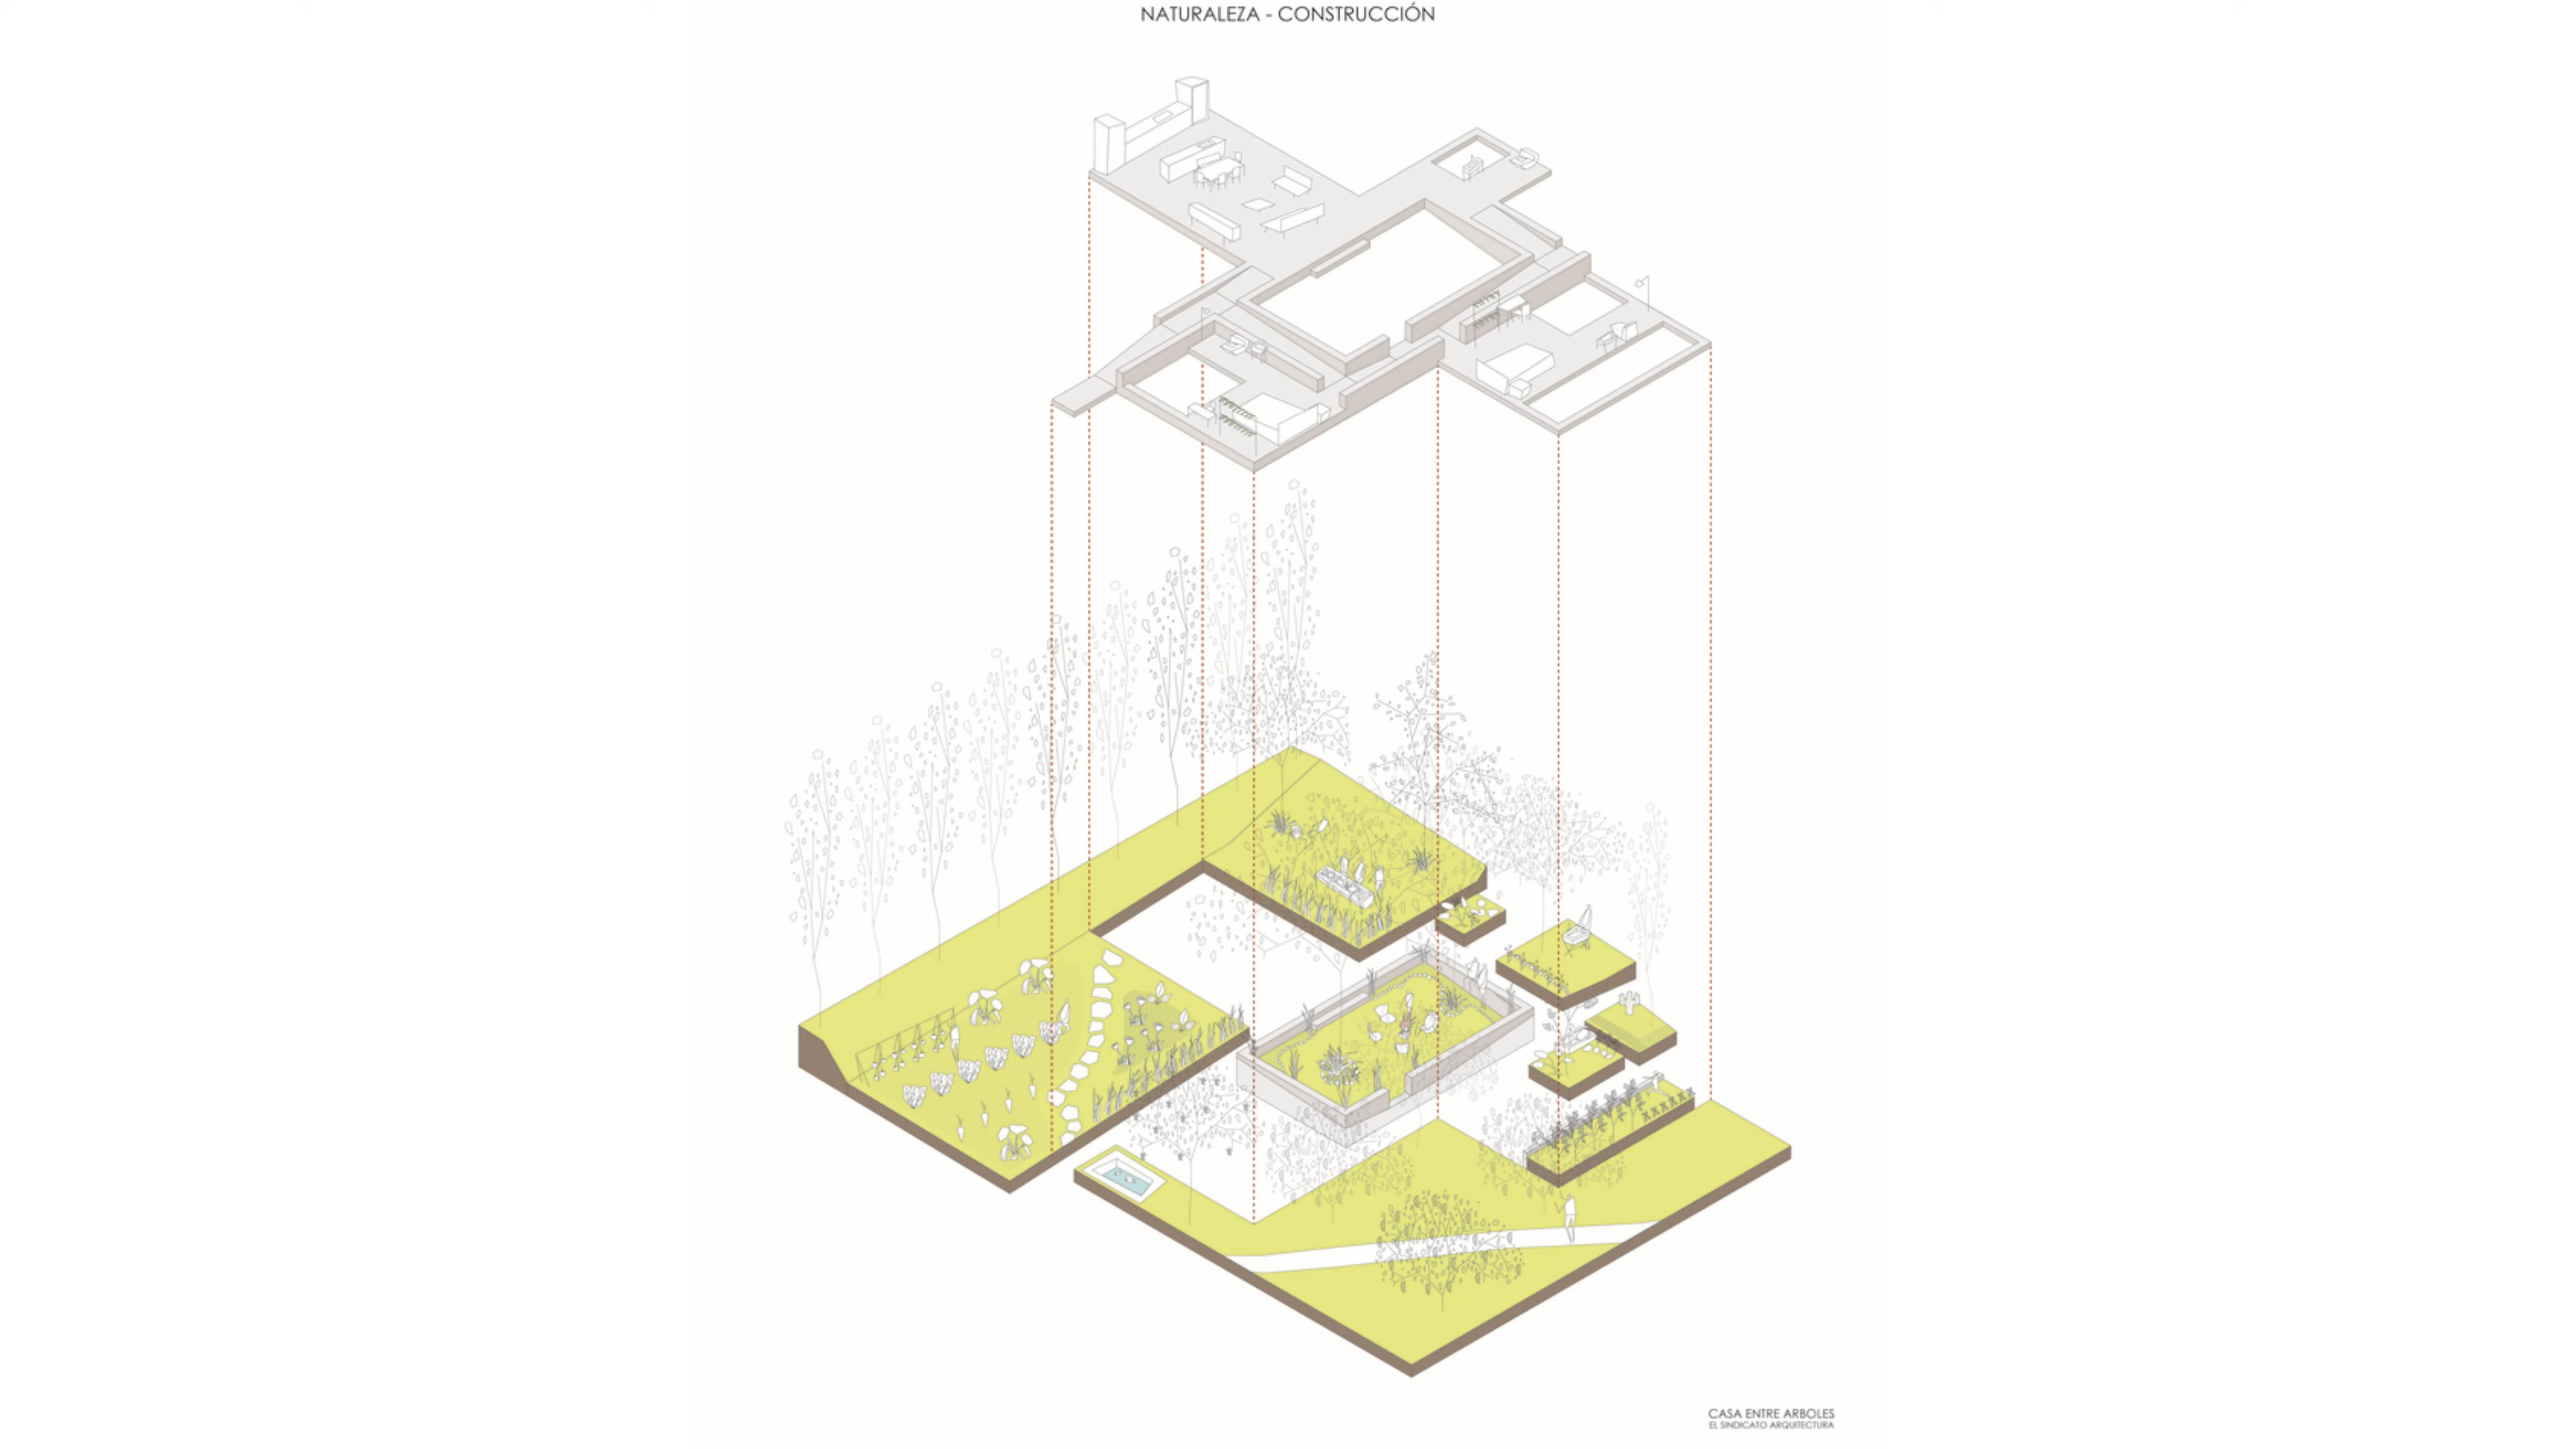 NATURALEZA - CONSTRUCCIÓN
CASA ENTRE ARBOLES
EL SINDICATO ARQUITECTURA